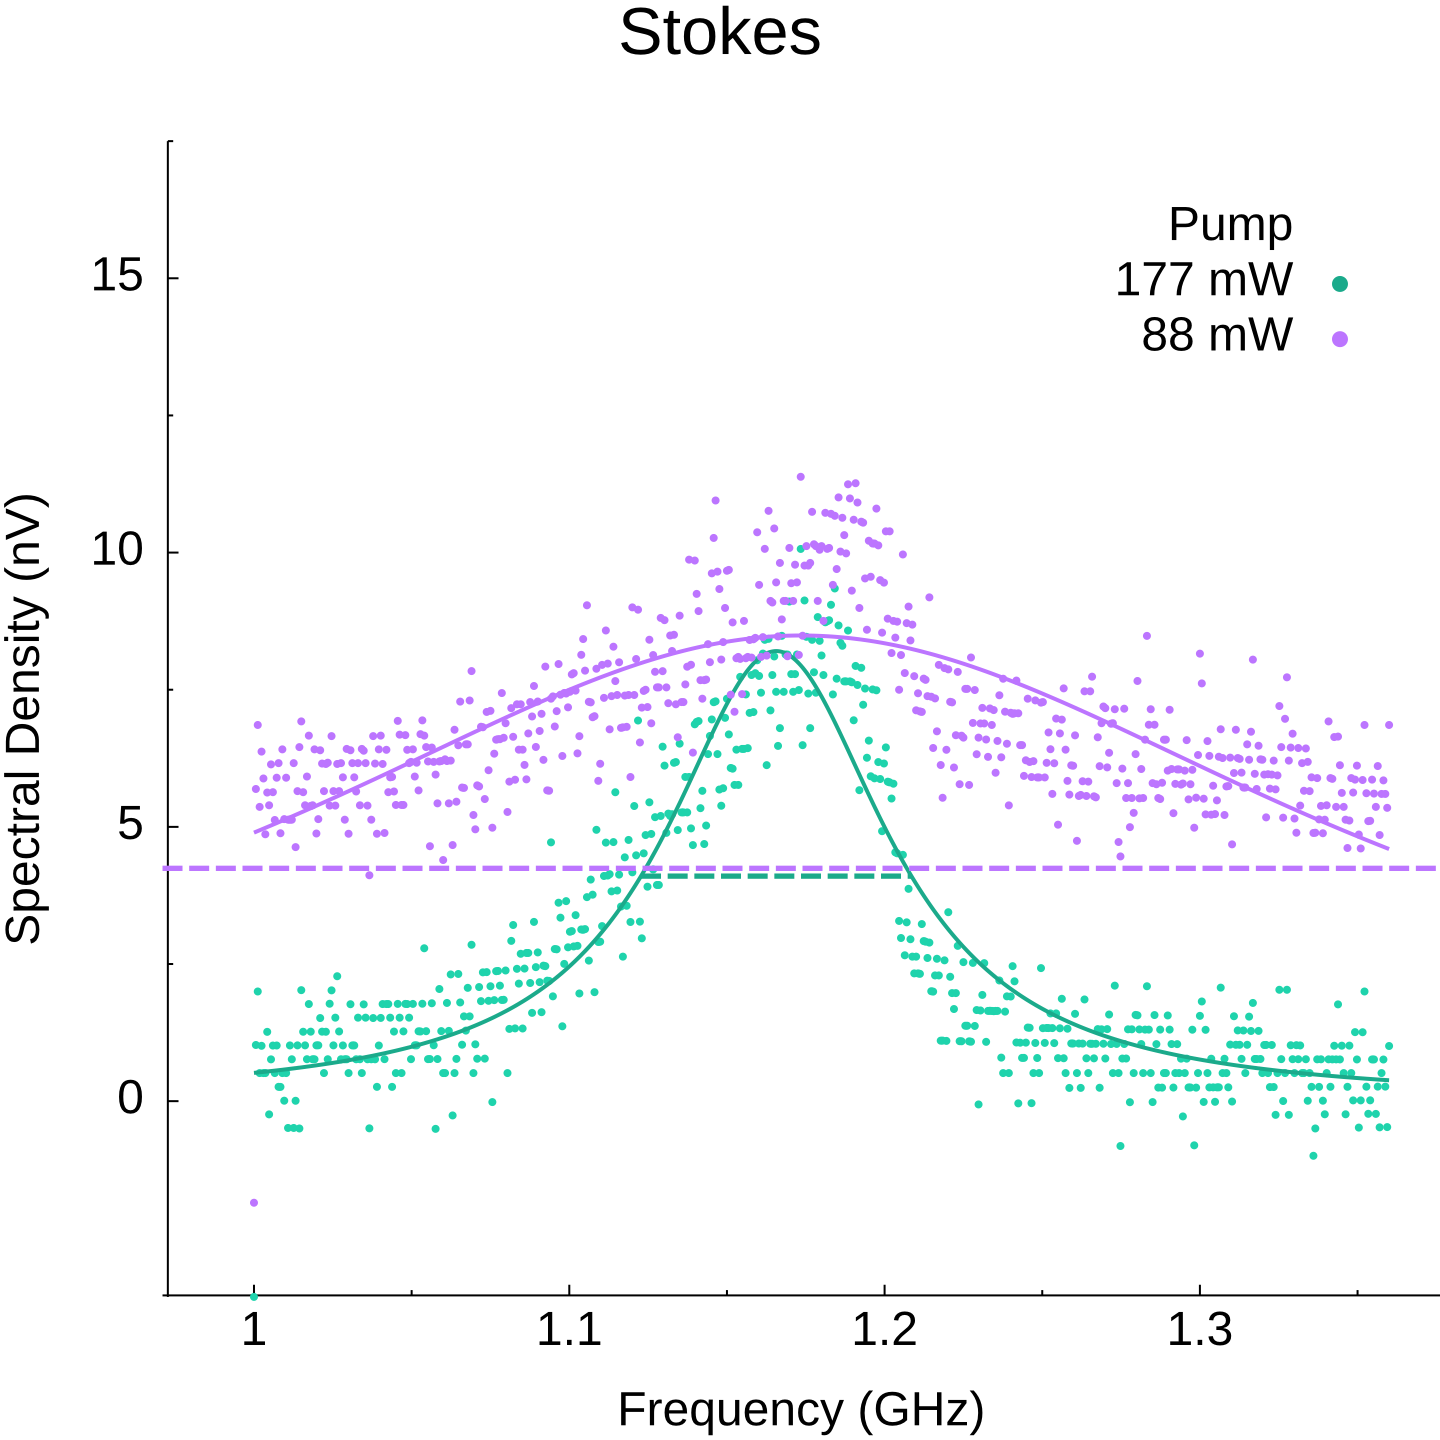 Stokes
Pump
177 mW
88 mW
15
10
5
0
Spectral Density (nV)
1 1.1 1.2 1.3
Frequency (GHz)